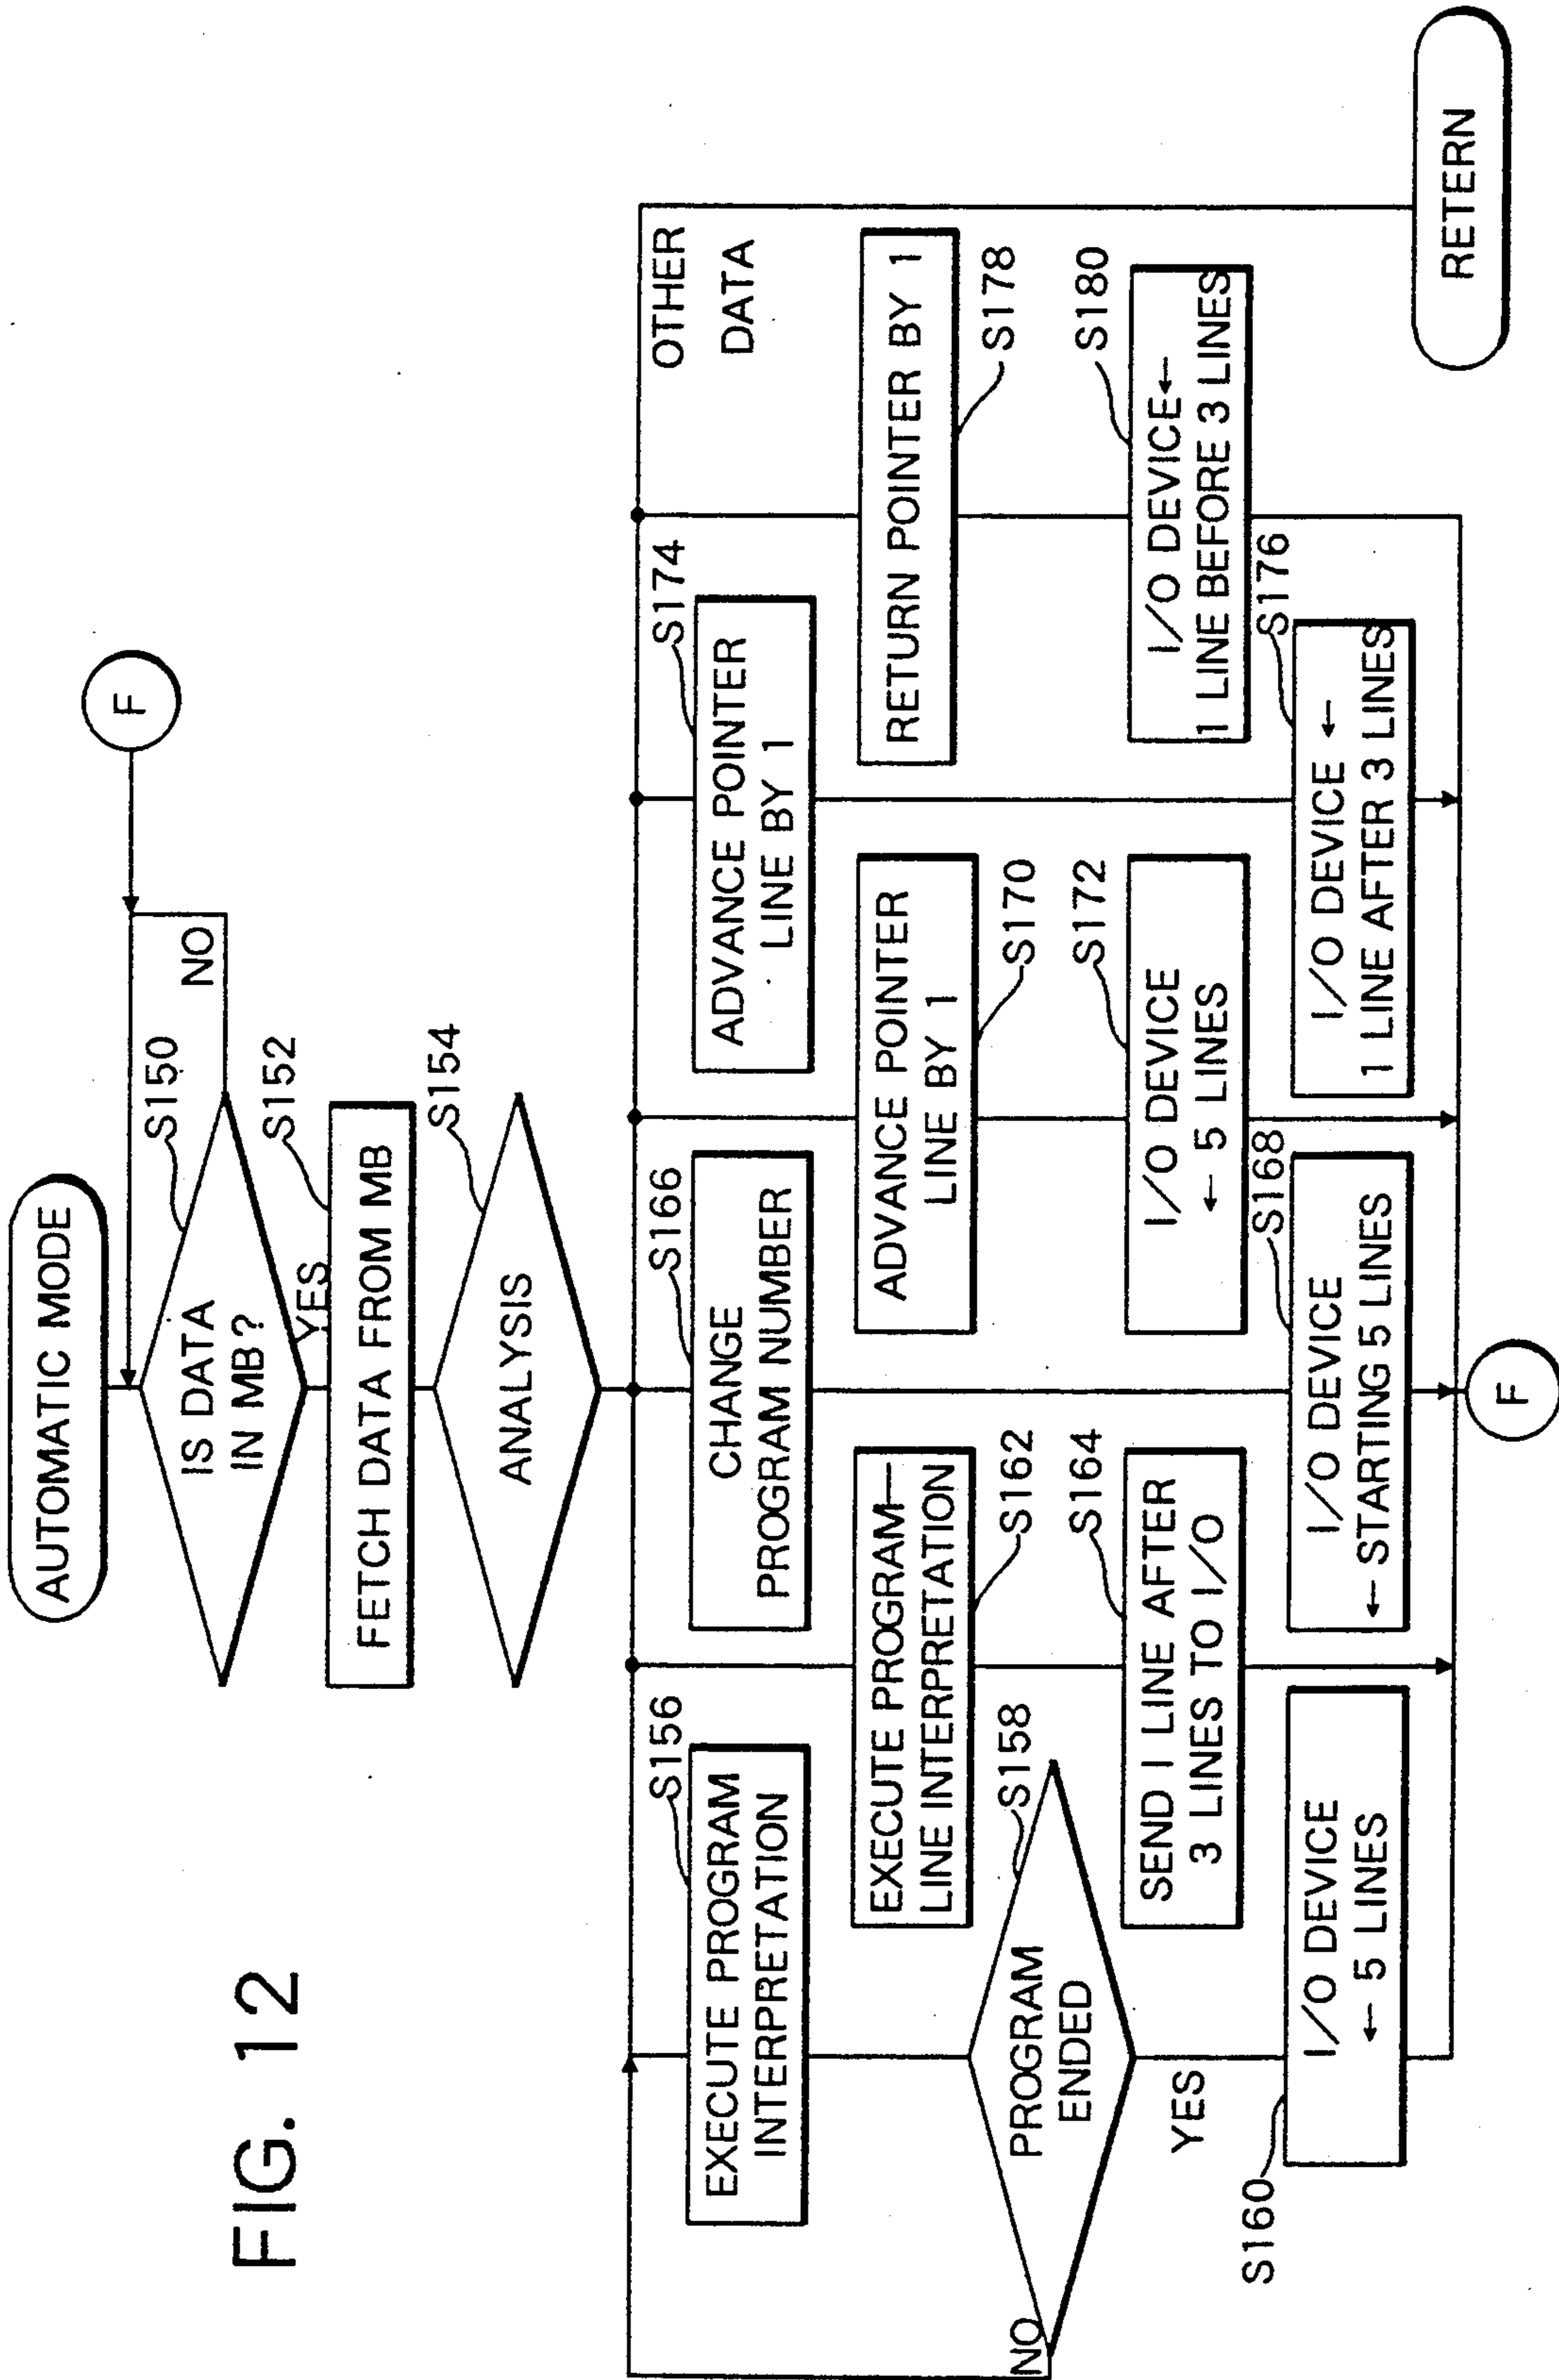 FIG. 12
AUTOMATIC MODE
F
S150
IS DATA
IN MB?
NO
YES
S152
FETCH DATA FROM MB
S154
ANALYSIS
S156
EXECUTE PROGRAM
INTERPRETATION
S158
PROGRAM
ENDED
NO
YES
S160
I/O DEVICE
← 5 LINES
EXECUTE PROGRAM—
LINE INTERPRETATION
S162
S164
SEND I LINE AFTER
3 LINES TO I/O
S166
CHANGE
PROGRAM NUMBER
S168
I/O DEVICE
← STARTING 5 LINES
ADVANCE POINTER
LINE BY 1
S170
S172
I/O DEVICE
← 5 LINES
S174
ADVANCE POINTER
LINE BY 1
S176
I/O DEVICE ←
1 LINE AFTER 3 LINES
RETURN POINTER BY 1
S178
S180
I/O DEVICE←
1 LINE BEFORE 3 LINES
OTHER
DATA
F
RETERN